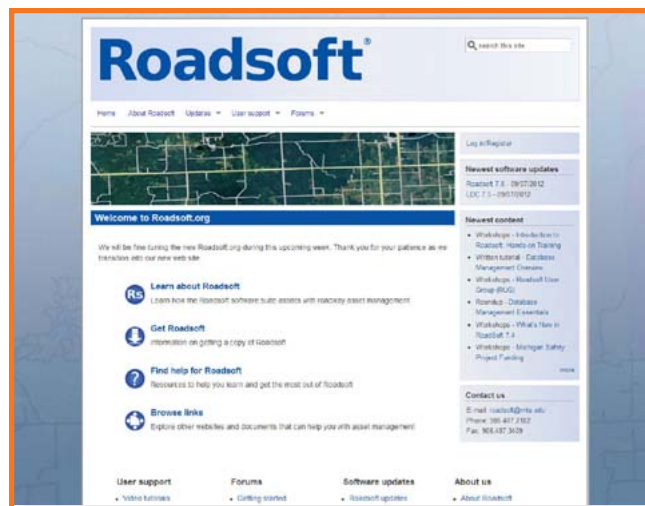 Roadsoft®
search this site
Home About Roadsoft Updates User support Forums
Log in/Register
Newest software updates
Roadsoft 7.6 - 09/07/2012
LDC 7.6 - 09/07/2012
Welcome to Roadsoft.org
We will be fine tuning the new Roadsoft.org during this upcoming week. Thank you for your patience as we
transition into our new web site
Rs
Learn about Roadsoft
Learn how the Roadsoft software suite assists with roadway asset management
Get Roadsoft
Information on getting a copy of Roadsoft
?
Find help for Roadsoft
Resources to help you learn and get the most out of Roadsoft
Browse links
Explore other websites and documents that can help you with asset management
Newest content
• Workshops - Introduction to
Roadsoft: Hands-on Training
• Written tutorial - Database
Management Overview
• Workshops - Roadsoft User
Group (RUG)
• Roundup - Database
Management Essentials
• Workshops - What's New in
RoadSoft 7.4
• Workshops - Michigan Safety
Project Funding
more
Contact us
E-mail: roadsoft@mtu.edu
Phone:
Fax:
User support
• Video tutorials
Forums
• Getting started
Software updates
• Roadsoft updates
About us
• About Roadsoft